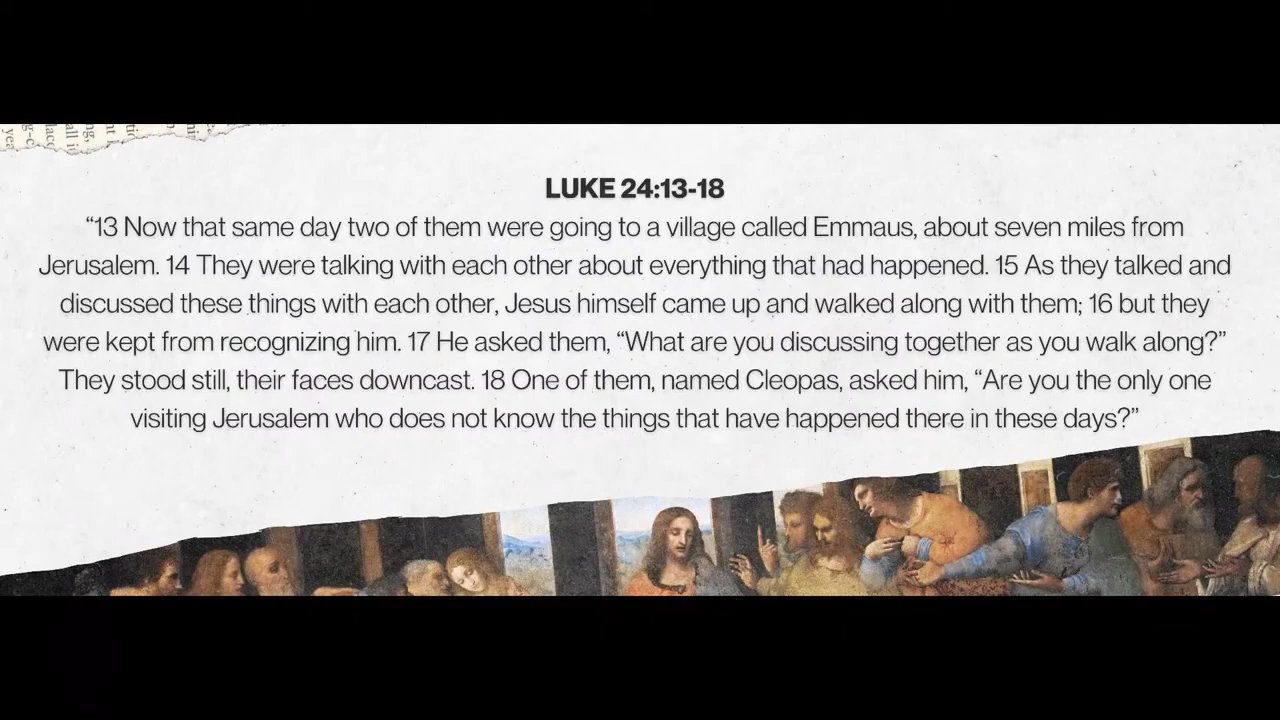 LUKE 24:13-18
“13 Now that same day two of them were going to a village called Emmaus, about seven miles from
Jerusalem. 14 They were talking with each other about everything that had happened. 15 As they talked and
discussed these things with each other, Jesus himself came up and walked along with them; 16 but they
were kept from recognizing him. 17 He asked them, “What are you discussing together as you walk along?”
They stood still, their faces downcast. 18 One of them, named Cleopas, asked him, “Are you the only one
visiting Jerusalem who does not know the things that have happened there in these days?”